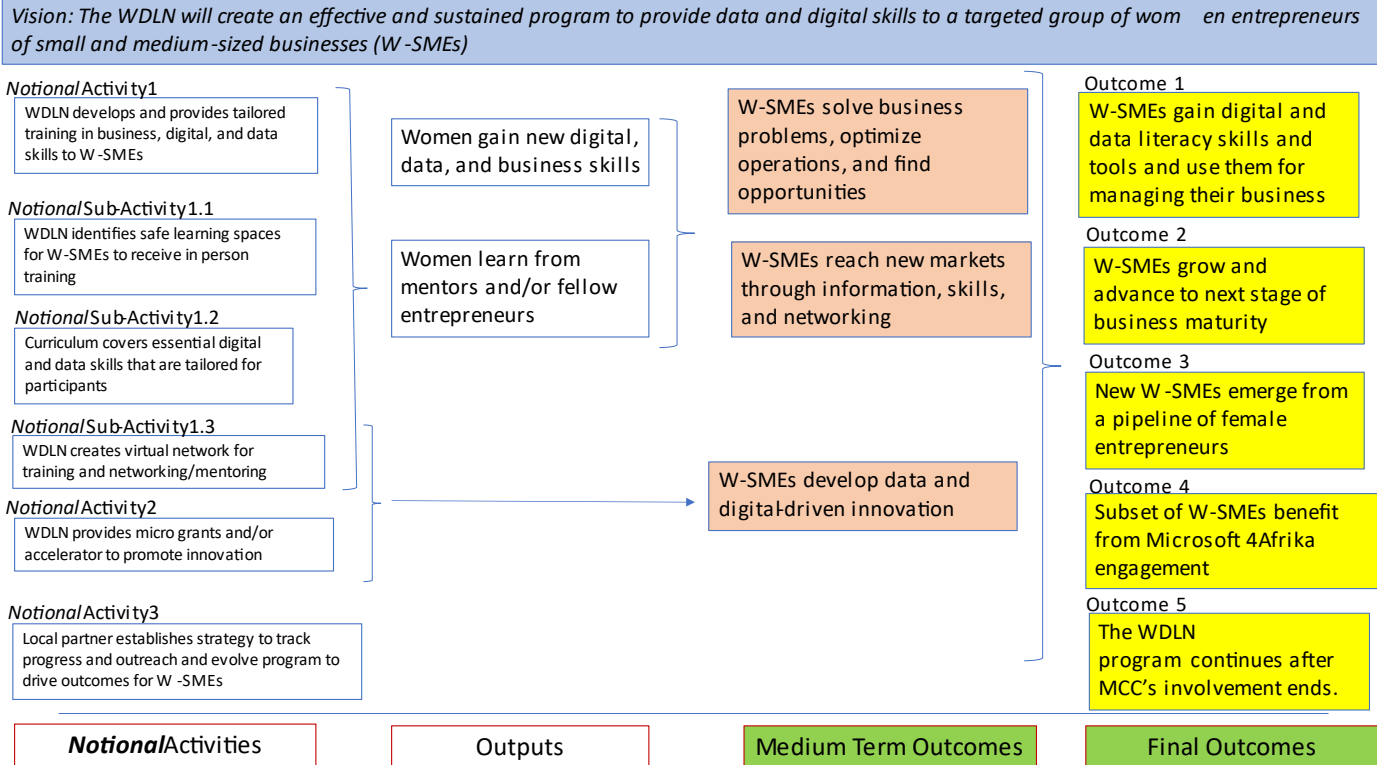 Vision: The WDLN will create an effective and sustained program to provide data and digital skills to a targeted group of wom en entrepreneurs
of small and medium-sized businesses (W-SMEs)
Notional Activity1
WDLN develops and provides tailored
training in business, digital, and data
skills to W-SMEs
Notional Sub-Activity1.1
WDLN identifies safe learning spaces
for W-SMEs to receive in person
training
Notional Sub-Activity1.2
Curriculum covers essential digital
and data skills that are tailored for
participants
Notional Sub-Activity1.3
WDLN creates virtual network for
training and networking/mentoring
Notional Activity2
WDLN provides micro grants and/or
accelerator to promote innovation
Notional Activity3
Local partner establishes strategy to track
progress and outreach and evolve program to
drive outcomes for W-SMEs
Women gain new digital,
data, and business skills
Women learn from
mentors and/or fellow
entrepreneurs
W-SMEs solve business
problems, optimize
operations, and find
opportunities
W-SMEs reach new markets
through information, skills,
and networking
W-SMEs develop data and
digital-driven innovation
Outcome 1
W-SMEs gain digital and
data literacy skills and
tools and use them for
managing their business
Outcome 2
W-SMEs grow and
advance to next stage of
business maturity
Outcome 3
New W-SMEs emerge from
a pipeline of female
entrepreneurs
Outcome 4
Subset of W-SMEs benefit
from Microsoft 4Afrika
engagement
Outcome 5
The WDLN
program continues after
MCC's involvement ends.
Notional Activities
Outputs
Medium Term Outcomes
Final Outcomes